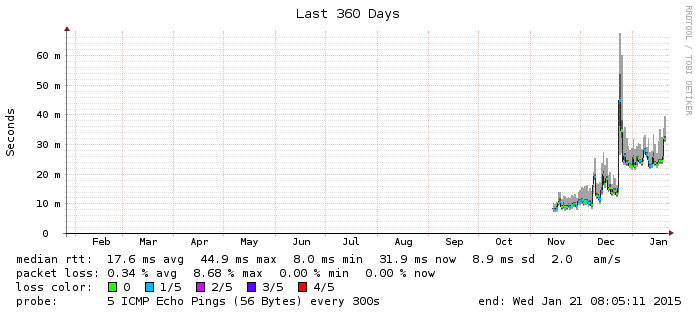 Last 360 Days
RRDTOOL / TOBI OETIKER
Seconds
60 m
50 m
40 m
30 m
20 m
10 m
0
Feb Mar Apr May Jun Jul Aug Sep Oct Nov Dec Jan
median rtt: 17.6 ms avg 44.9 ms max 8.0 ms min 31.9 ms now 8.9 ms sd 2.0 am/s
packet loss: 0.34 % avg 8.68 % max 0.00 % min 0.00 % now
loss color: 0 1/5 2/5 3/5 4/5
probe: 5 ICMP Echo Pings (56 Bytes) every 300s end: Wed Jan 21 08:05:11 2015